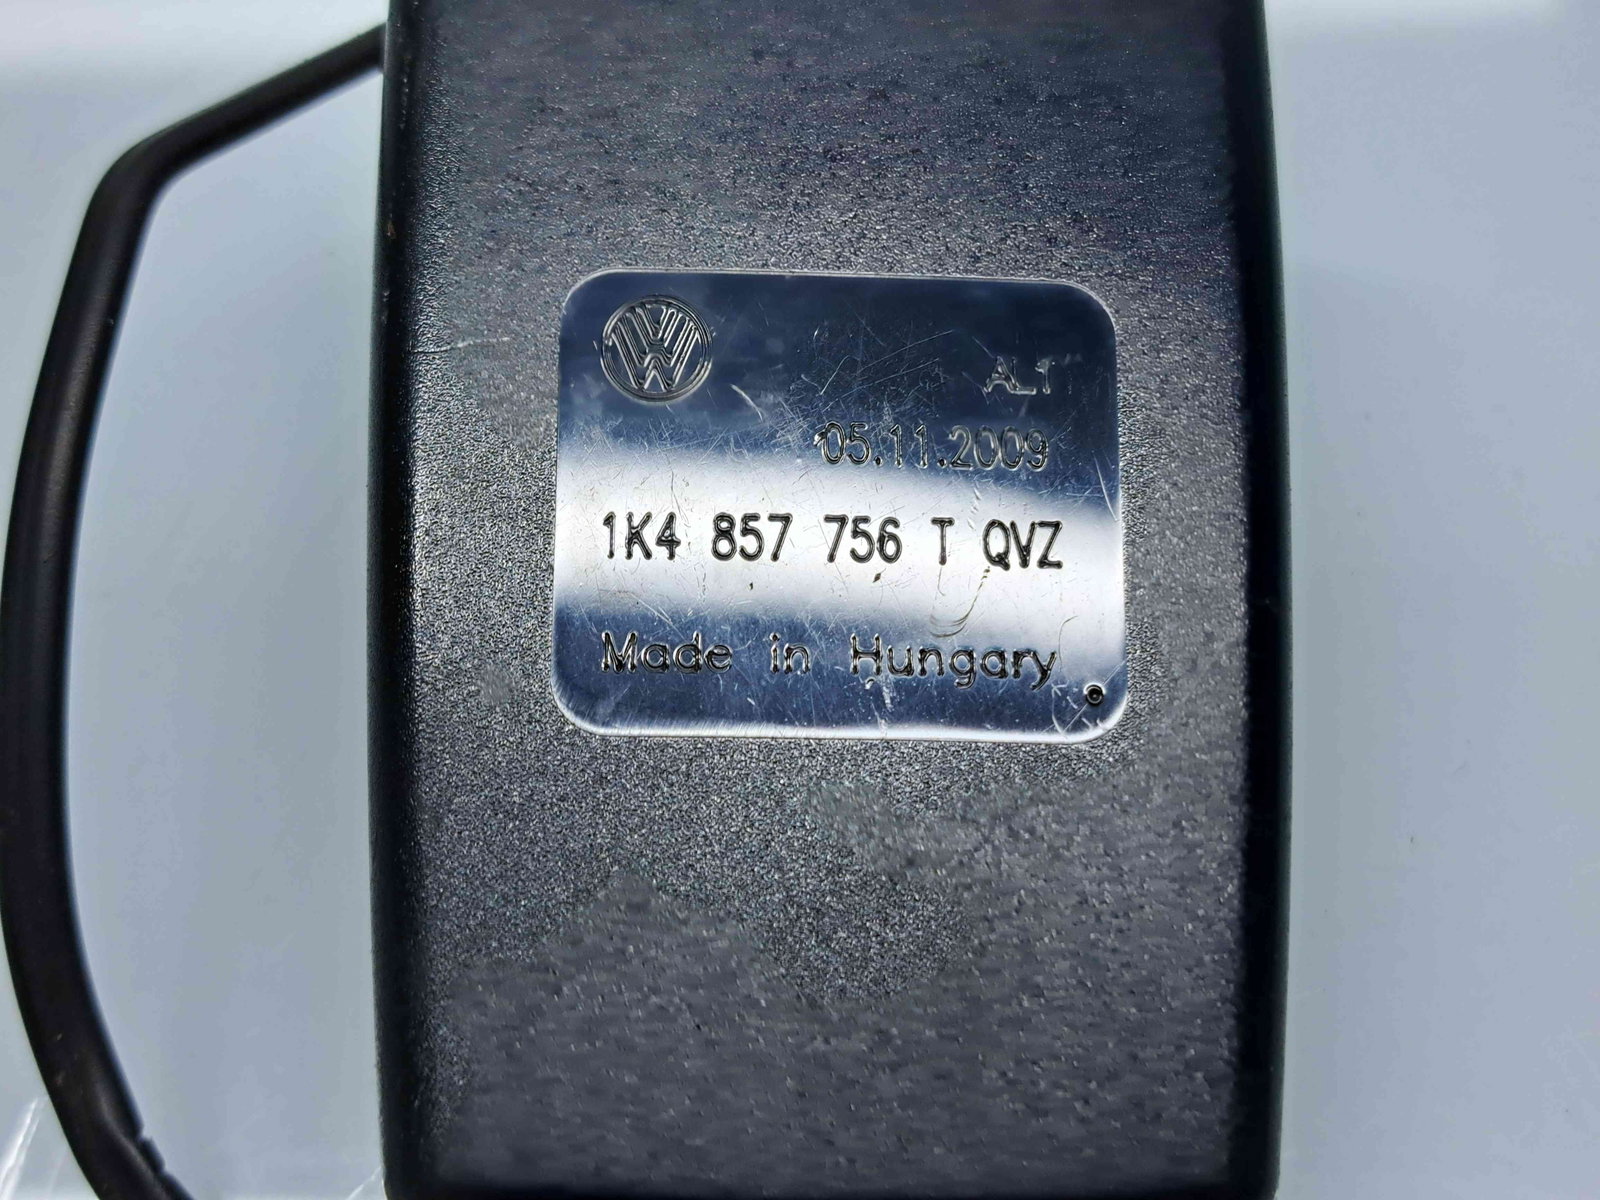 AL1
05.11.2009
1K4 857 756 T QVZ
Made in Hungary